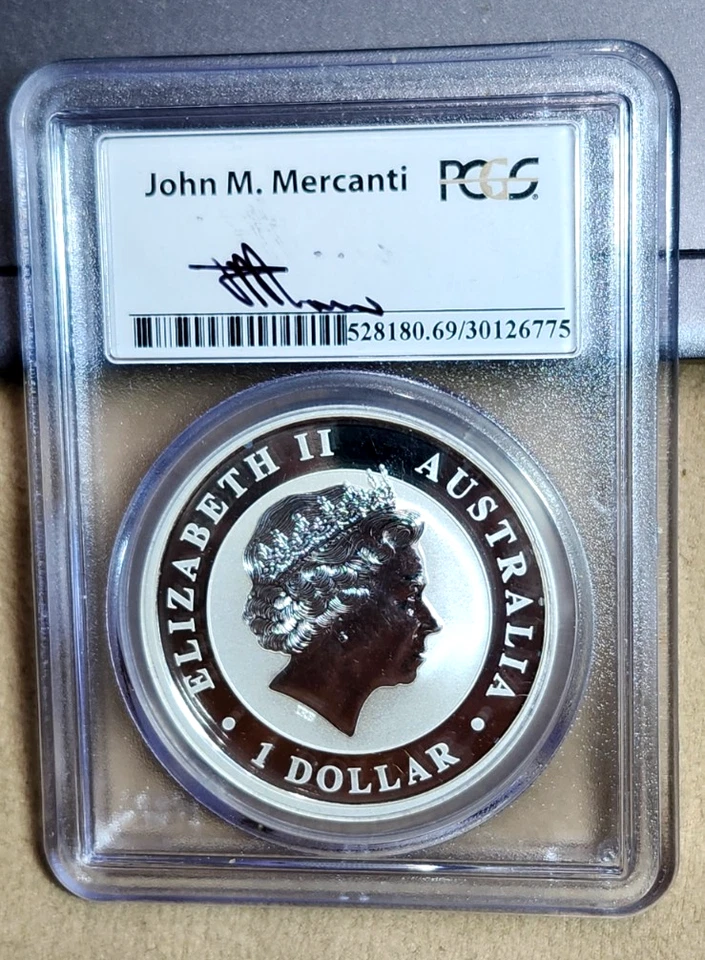 John M. Mercanti PCGS
528180.69/30126775
ELIZABETH II AUSTRALIA
1 DOLLAR